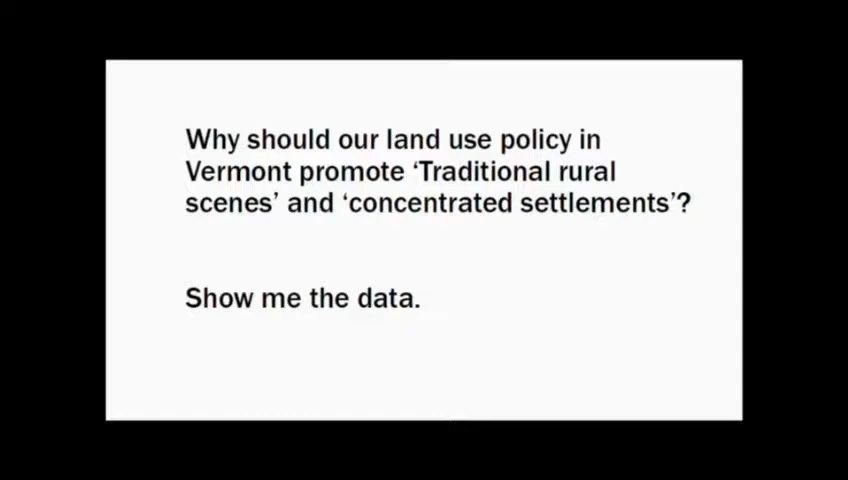 Why should our land use policy in
Vermont promote ‘Traditional rural
scenes’ and ‘concentrated settlements’?
Show me the data.